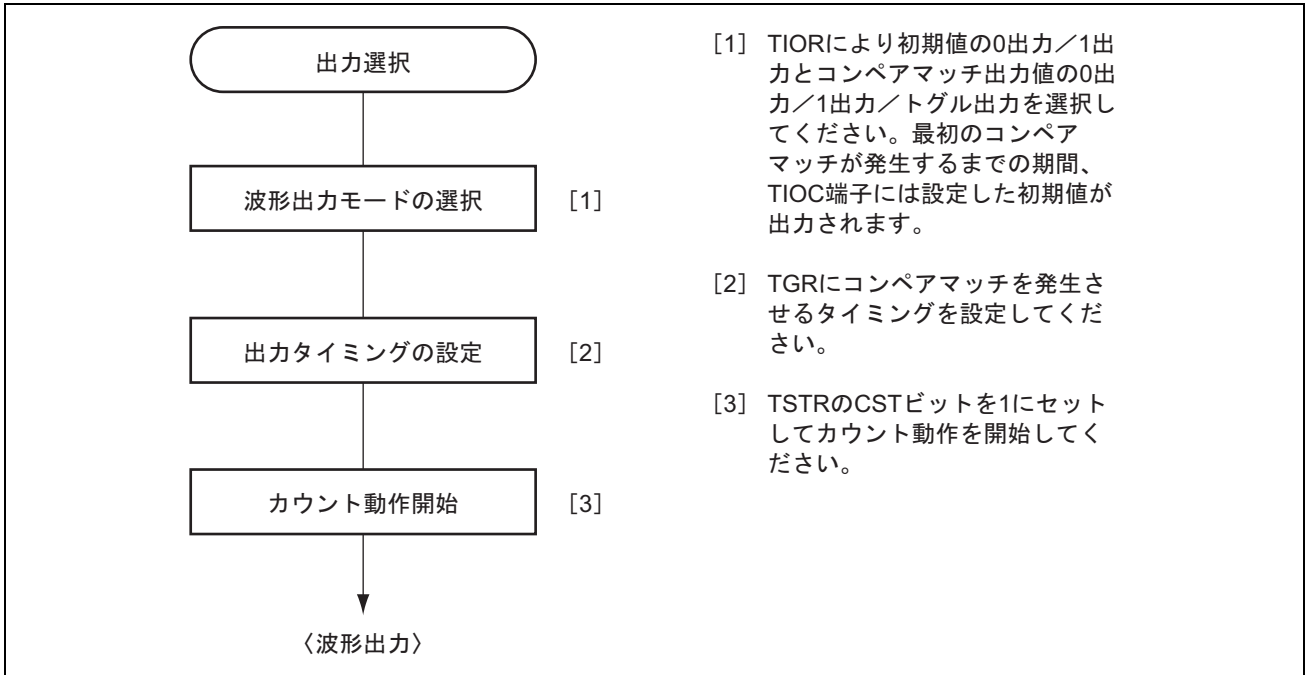 出力選択
波形出力モードの選択 [1]
出力タイミングの設定 [2]
カウント動作開始 [3]
〈波形出力〉
[1] TIORにより初期値の0出力／1出
力とコンペアマッチ出力値の0出
力／1出力／トグル出力を選択し
てください。最初のコンペア
マッチが発生するまでの期間、
TIOC端子には設定した初期値が
出力されます。
[2] TGRにコンペアマッチを発生さ
せるタイミングを設定してくだ
さい。
[3] TSTRのCSTビットを1にセット
してカウント動作を開始してく
ださい。